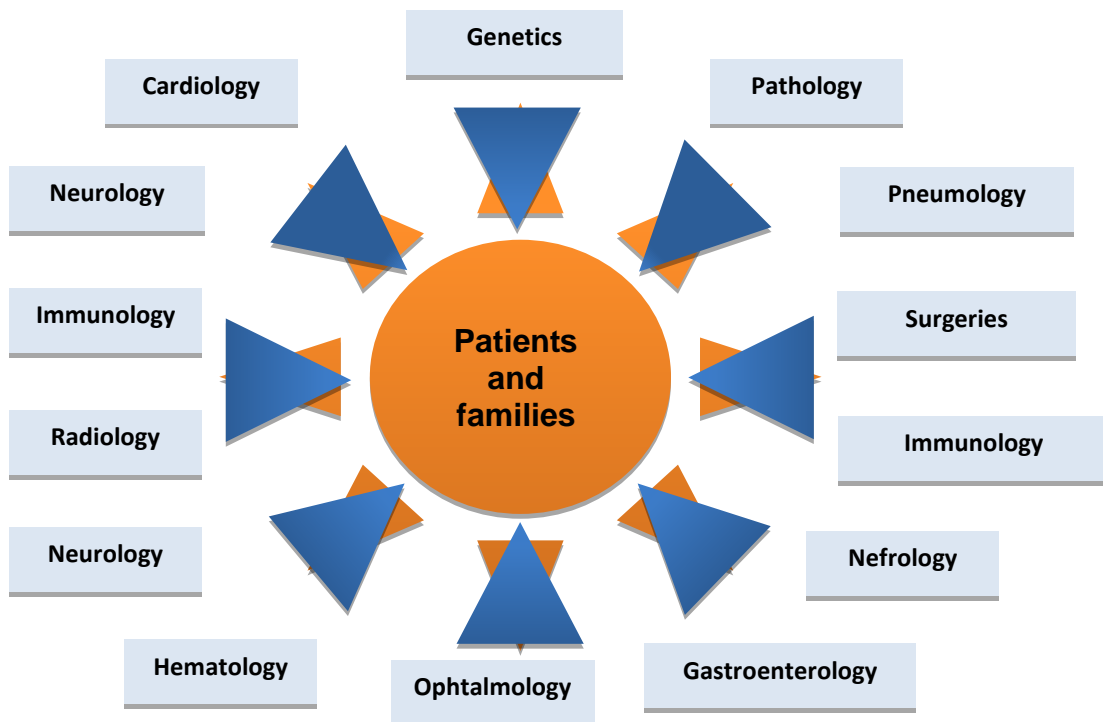 Genetics
Cardiology
Pathology
Neurology
Pneumology
Immunology
Surgeries
Patients
and
families
Radiology
Immunology
Neurology
Nefrology
Hematology
Ophtalmology
Gastroenterology